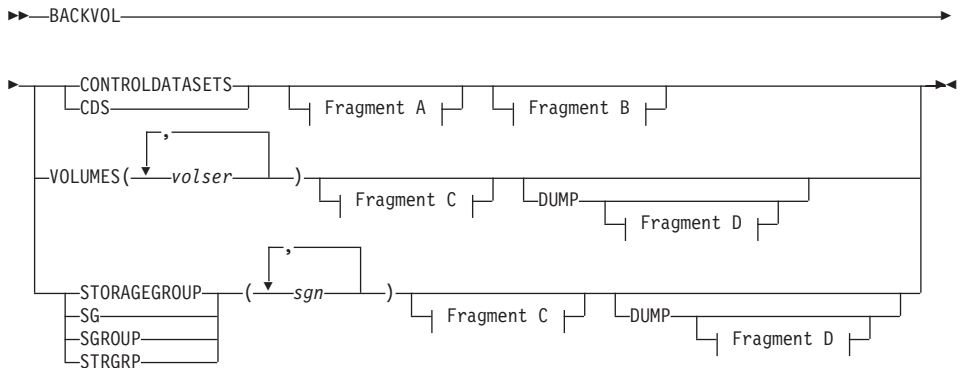 BACKVOL
CONTROLDATASETS
CDS
Fragment A
Fragment B
,
VOLUMES( volser )
Fragment C
DUMP
Fragment D
,
STORAGEGROUP ( sgn )
SG
SGROUP
STRGRP
Fragment C
DUMP
Fragment D